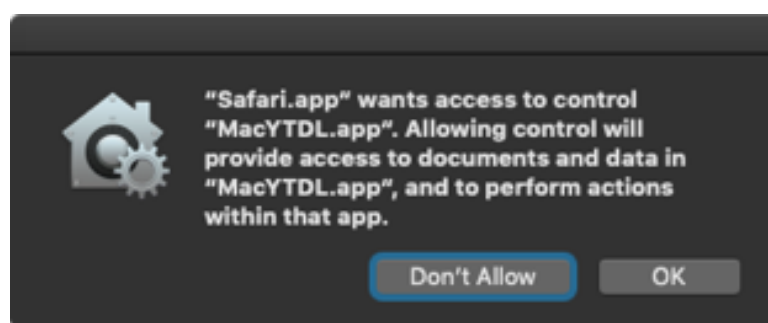 “Safari.app” wants access to control
“MacYTDL.app”. Allowing control will
provide access to documents and data in
“MacYTDL.app”, and to perform actions
within that app.
Don't Allow
OK